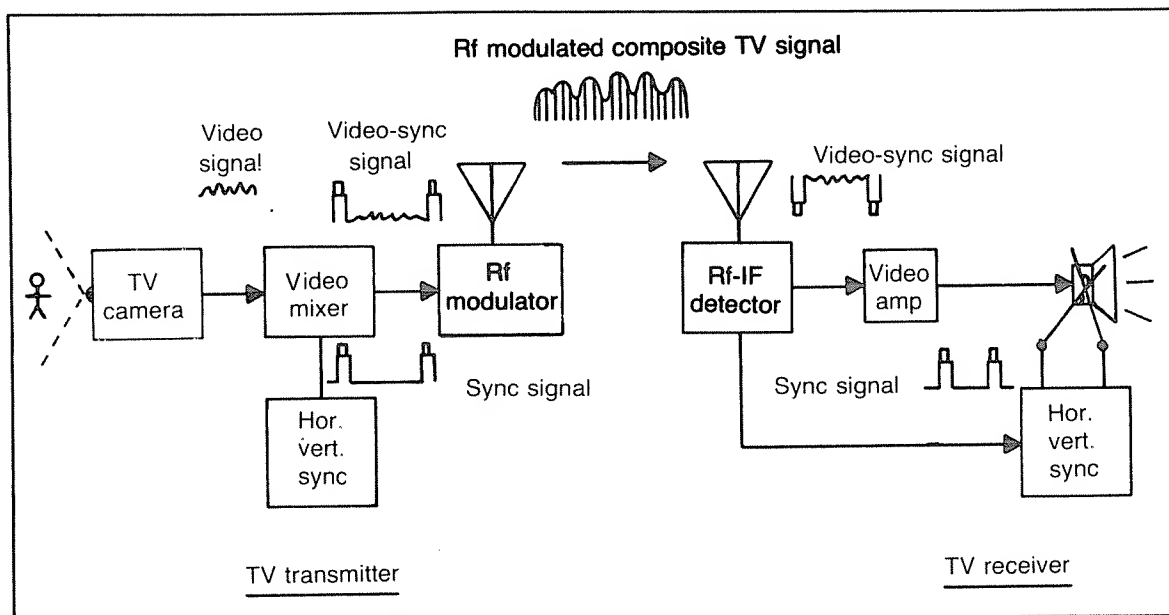 Rf modulated composite TV signal
Video
signal
Video-sync
signal
Video-sync signal
TV
camera
Video
mixer
Rf
modulator
Rf-IF
detector
Video
amp
Sync signal
Sync signal
Hor.
vert.
sync
Hor.
vert.
sync
TV transmitter
TV receiver